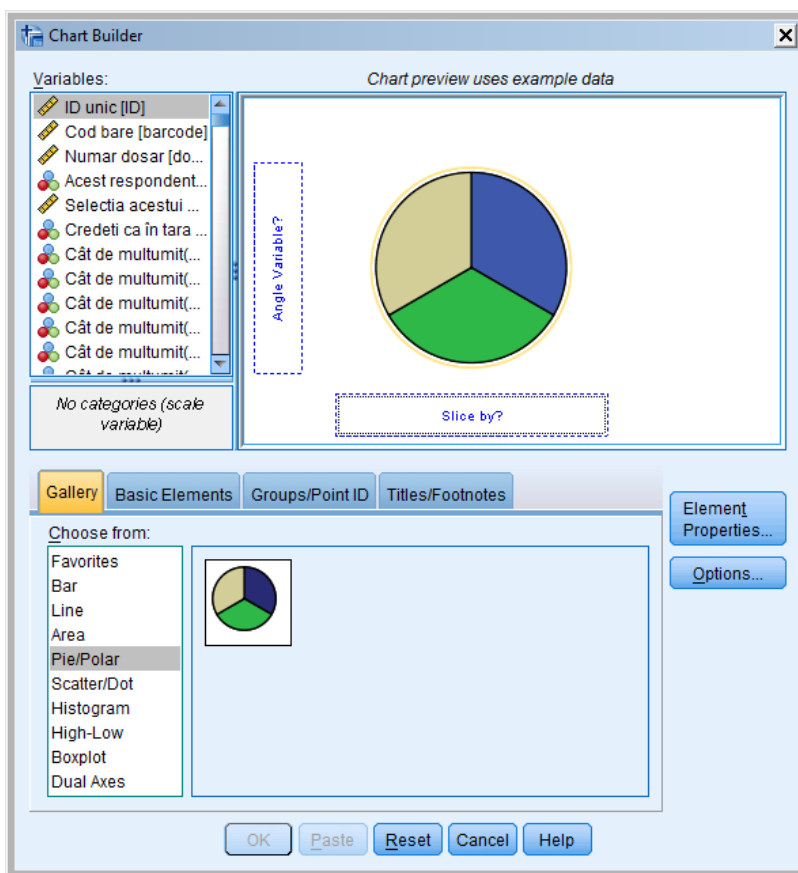 Chart Builder
Variables:
Chart preview uses example data
ID unic [ID]
Cod bare [barcode]
Numar dosar [do...
Acest respondent...
Selectia acestui ...
Credeti ca în tara ...
Cât de multumit(...
Cât de multumit(...
Cât de multumit(...
Cât de multumit(...
Cât de multumit(...
Cât de multumit(
No categories (scale
variable)
Angle Variable?
Slice by?
Gallery
Basic Elements
Groups/Point ID
Titles/Footnotes
Element
Properties...
Options...
Choose from:
Favorites
Bar
Line
Area
Pie/Polar
Scatter/Dot
Histogram
High-Low
Boxplot
Dual Axes
OK
Paste
Reset
Cancel
Help